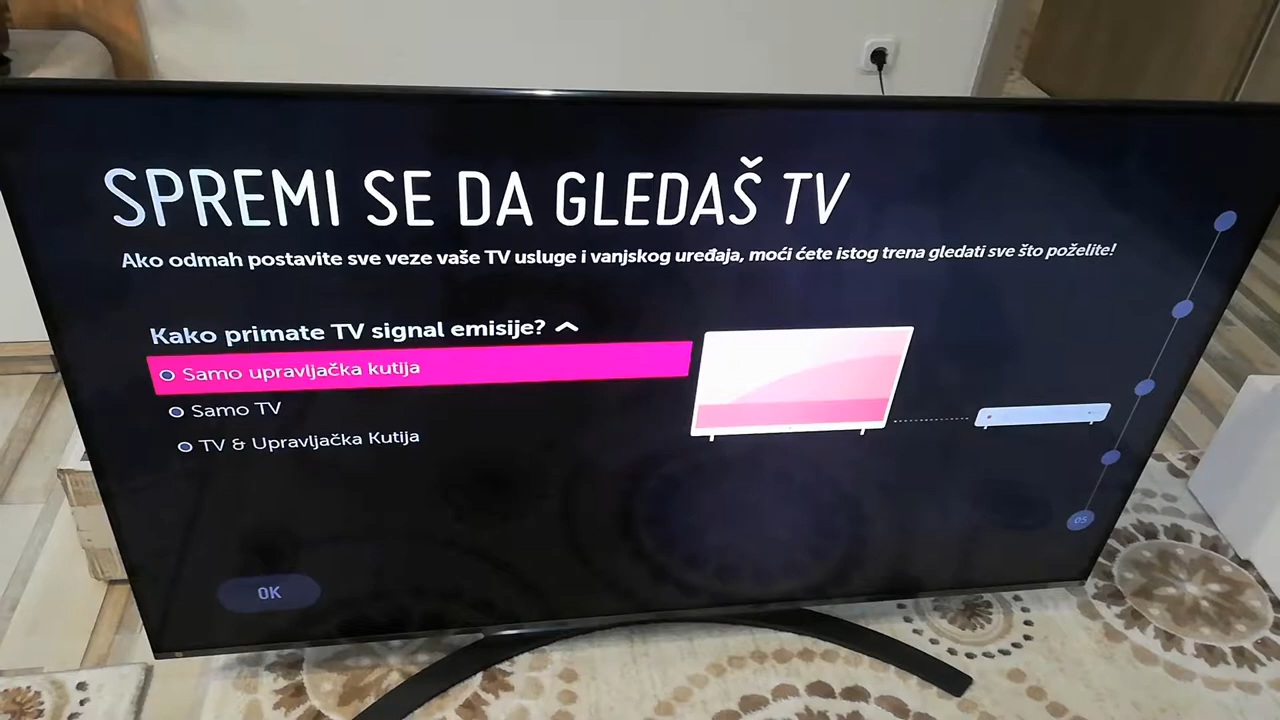 SPREMI SE DA GLEDAŠ TV
Ako odmah postavite sve veze vaše TV usluge i vanjskog uređaja, moći ćete istog trena gledati sve što poželite!
Kako primate TV signal emisije?
Samo upravljačka kutija
Samo TV
TV & Upravljačka Kutija
05
OK